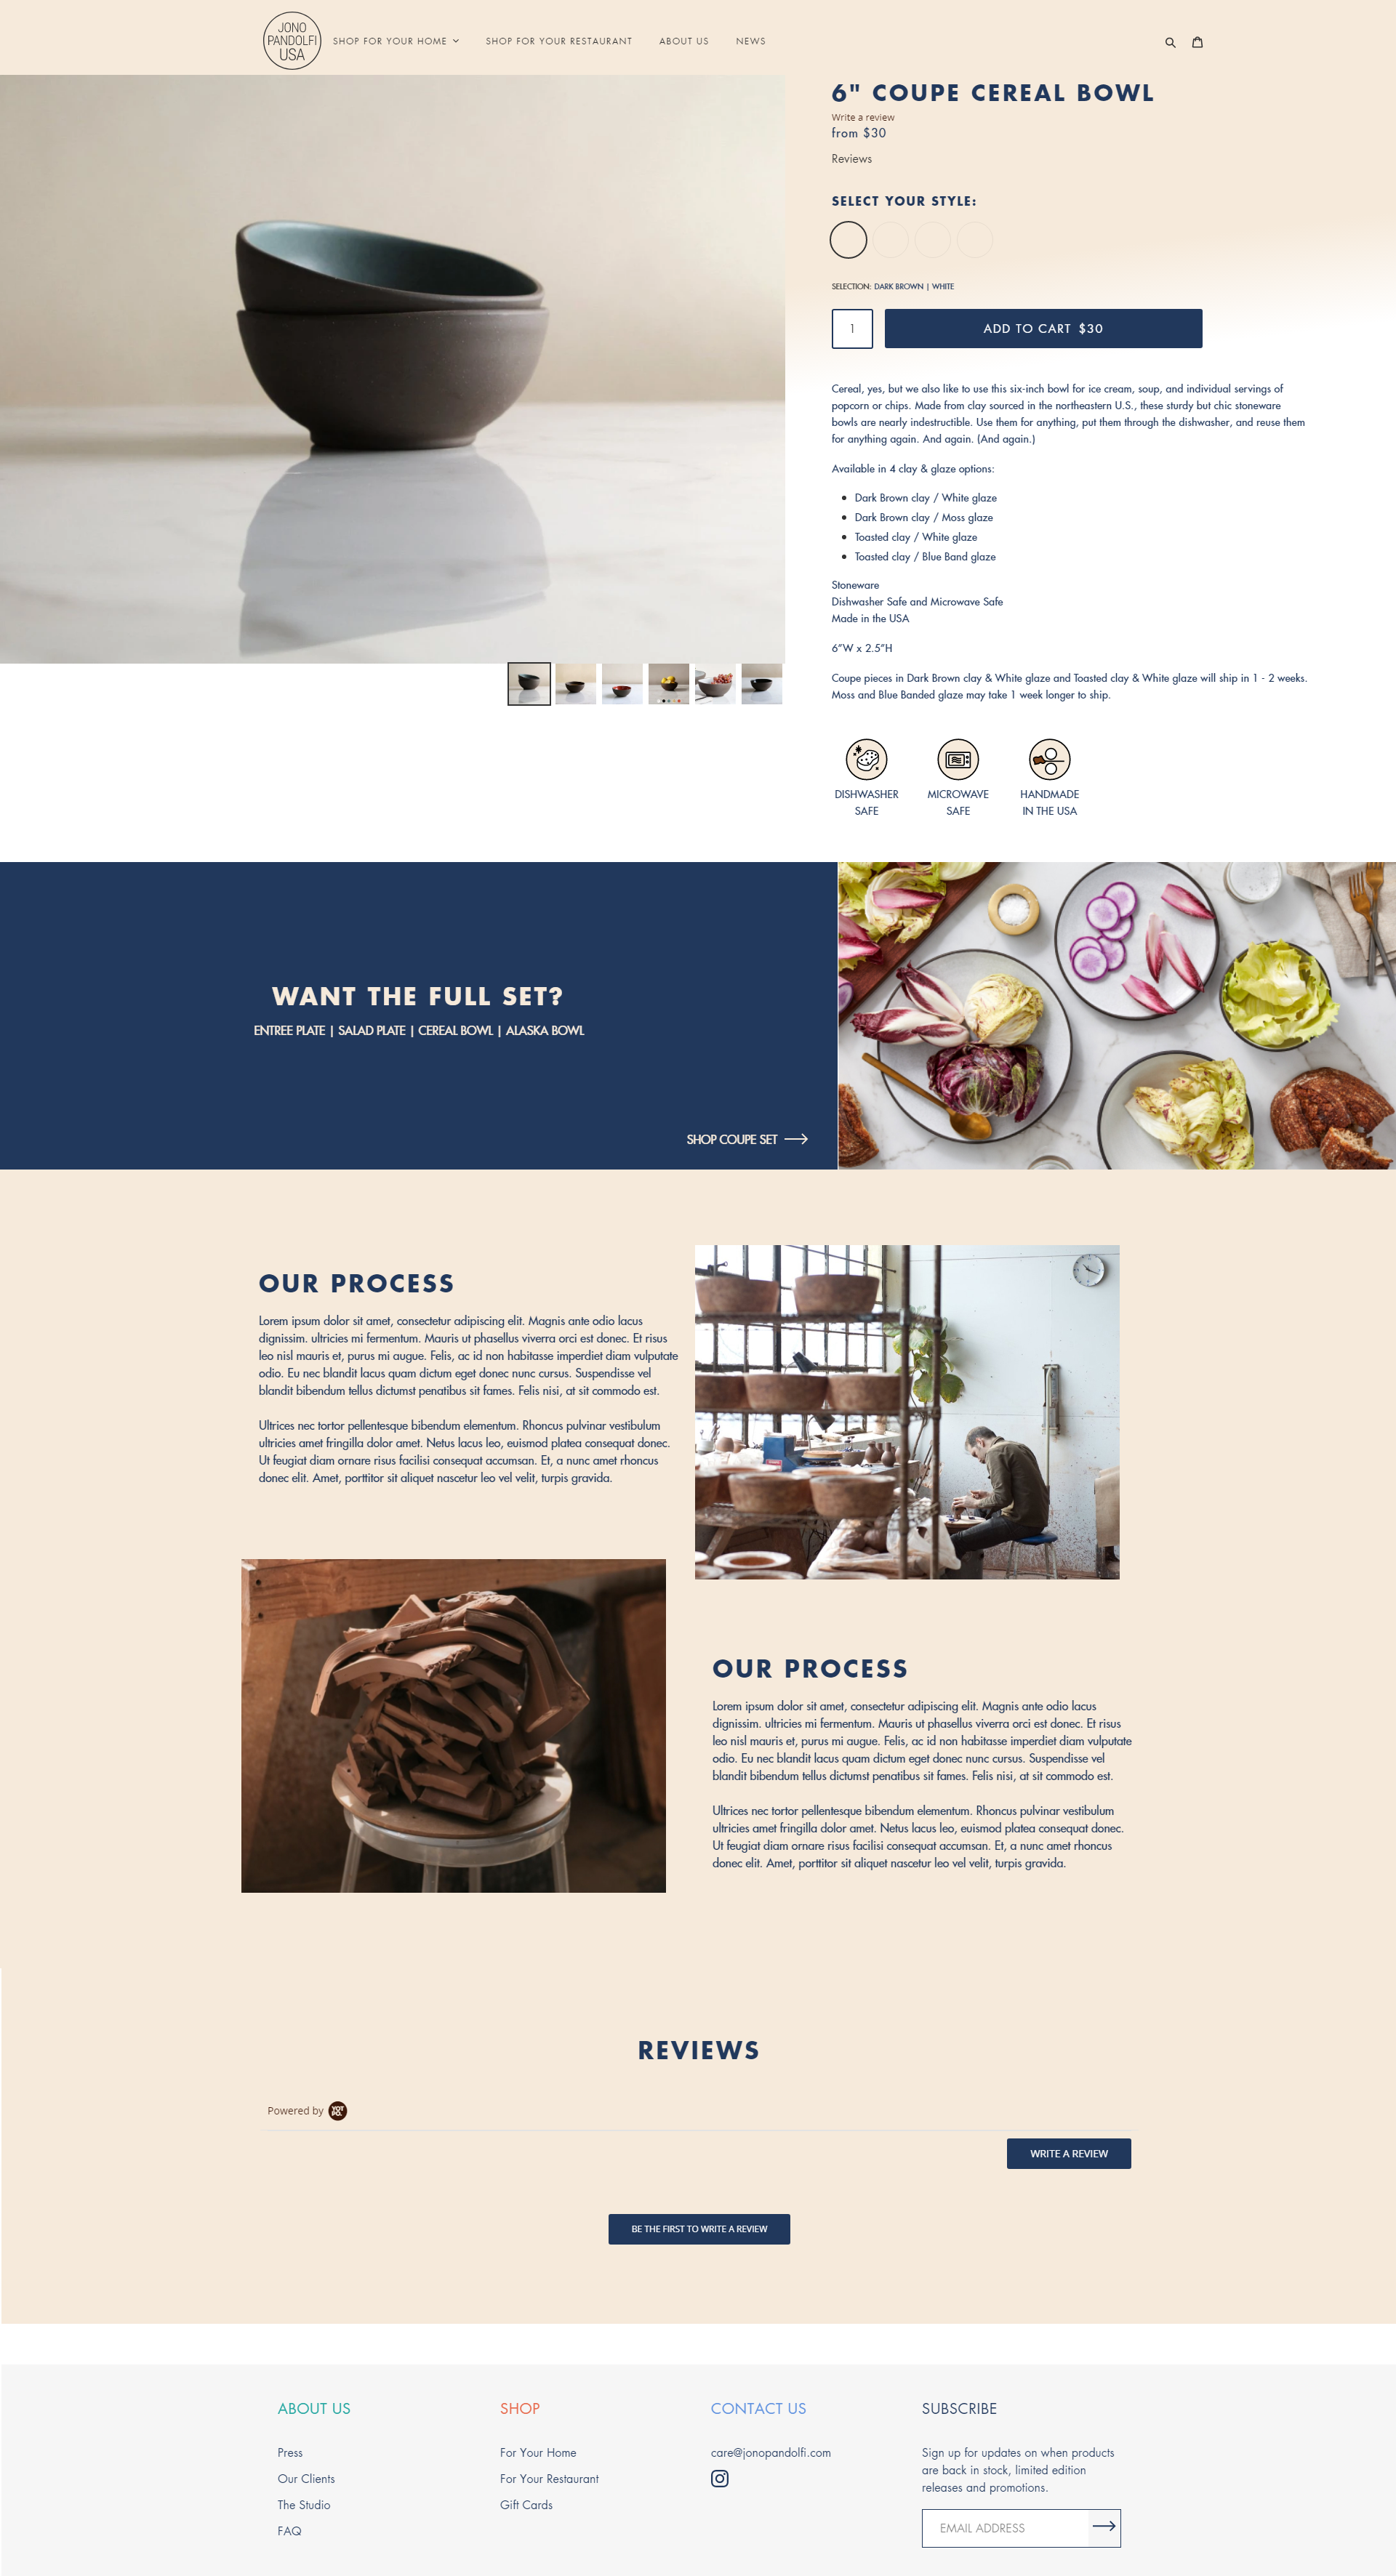 JONO
PANDOLFI
USA
SHOP FOR YOUR HOME
SHOP FOR YOUR RESTAURANT
ABOUT US
NEWS
6" COUPE CEREAL BOWL
Write a review
from $30
Reviews
SELECT YOUR STYLE:
SELECTION: DARK BROWN | WHITE
1
ADD TO CART $30
Cereal, yes, but we also like to use this six-inch bowl for ice cream, soup, and individual servings of
popcorn or chips. Made from clay sourced in the northeastern U.S., these sturdy but chic stoneware
bowls are nearly indestructible. Use them for anything, put them through the dishwasher, and reuse them
for anything again. And again. (And again.)
Available in 4 clay & glaze options:
Dark Brown clay / White glaze
Dark Brown clay / Moss glaze
Toasted clay / White glaze
Toasted clay / Blue Band glaze
Stoneware
Dishwasher Safe and Microwave Safe
Made in the USA
6”W x 2.5”H
Coupe pieces in Dark Brown clay & White glaze and Toasted clay & White glaze will ship in 1 - 2 weeks.
Moss and Blue Banded glaze may take 1 week longer to ship.
DISHWASHER
SAFE
MICROWAVE
SAFE
HANDMADE
IN THE USA
WANT THE FULL SET?
ENTREE PLATE | SALAD PLATE | CEREAL BOWL | ALASKA BOWL
SHOP COUPE SET
OUR PROCESS
Lorem ipsum dolor sit amet, consectetur adipiscing elit. Magnis ante odio lacus
dignissim. ultricies mi fermentum. Mauris ut phasellus viverra orci est donec. Et risus
leo nisl mauris et, purus mi augue. Felis, ac id non habitasse imperdiet diam vulputate
odio. Eu nec blandit lacus quam dictum eget donec nunc cursus. Suspendisse vel
blandit bibendum tellus dictumst penatibus sit fames. Felis nisi, at sit commodo est.
Ultrices nec tortor pellentesque bibendum elementum. Rhoncus pulvinar vestibulum
ultricies amet fringilla dolor amet. Netus lacus leo, euismod platea consequat donec.
Ut feugiat diam ornare risus facilisi consequat accumsan. Et, a nunc amet rhoncus
donec elit. Amet, porttitor sit aliquet nascetur leo vel velit, turpis gravida.
OUR PROCESS
Lorem ipsum dolor sit amet, consectetur adipiscing elit. Magnis ante odio lacus
dignissim. ultricies mi fermentum. Mauris ut phasellus viverra orci est donec. Et risus
leo nisl mauris et, purus mi augue. Felis, ac id non habitasse imperdiet diam vulputate
odio. Eu nec blandit lacus quam dictum eget donec nunc cursus. Suspendisse vel
blandit bibendum tellus dictumst penatibus sit fames. Felis nisi, at sit commodo est.
Ultrices nec tortor pellentesque bibendum elementum. Rhoncus pulvinar vestibulum
ultricies amet fringilla dolor amet. Netus lacus leo, euismod platea consequat donec.
Ut feugiat diam ornare risus facilisi consequat accumsan. Et, a nunc amet rhoncus
donec elit. Amet, porttitor sit aliquet nascetur leo vel velit, turpis gravida.
REVIEWS
Powered by YOTPO.
WRITE A REVIEW
BE THE FIRST TO WRITE A REVIEW
ABOUT US
Press
Our Clients
The Studio
FAQ
SHOP
For Your Home
For Your Restaurant
Gift Cards
CONTACT US
care@jonopandolfi.com
SUBSCRIBE
Sign up for updates on when products
are back in stock, limited edition
releases and promotions.
EMAIL ADDRESS